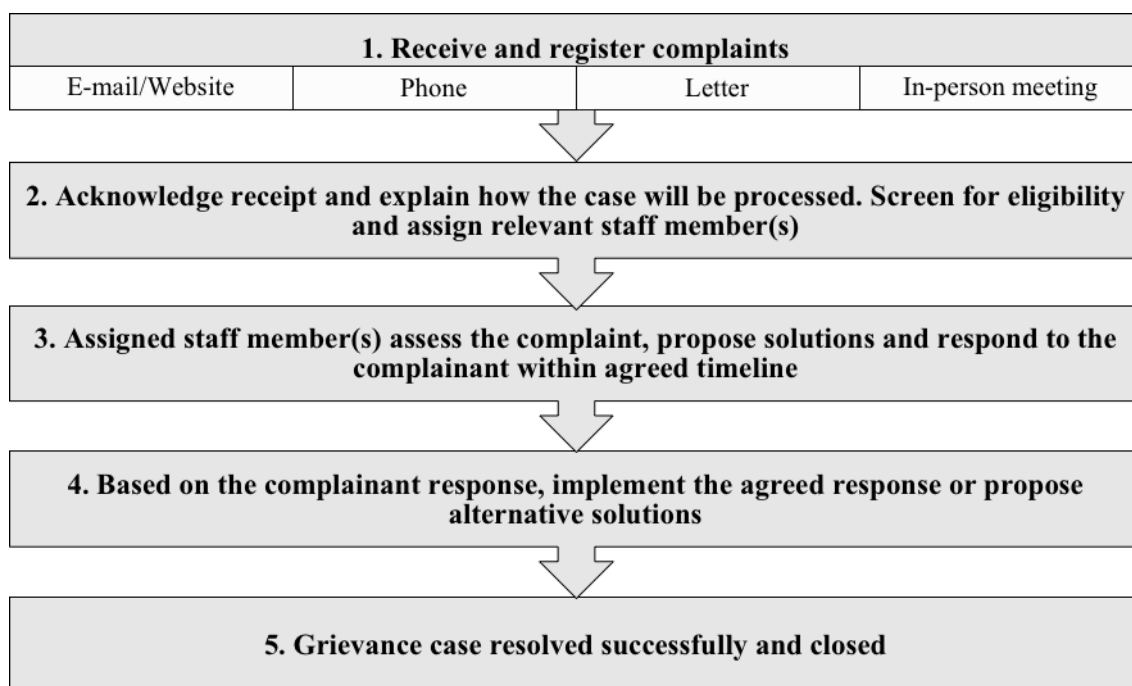 1. Receive and register complaints
E-mail/Website
Phone
Letter
In-person meeting
2. Acknowledge receipt and explain how the case will be processed. Screen for eligibility
and assign relevant staff member(s)
3. Assigned staff member(s) assess the complaint, propose solutions and respond to the
complainant within agreed timeline
4. Based on the complainant response, implement the agreed response or propose
alternative solutions
5. Grievance case resolved successfully and closed